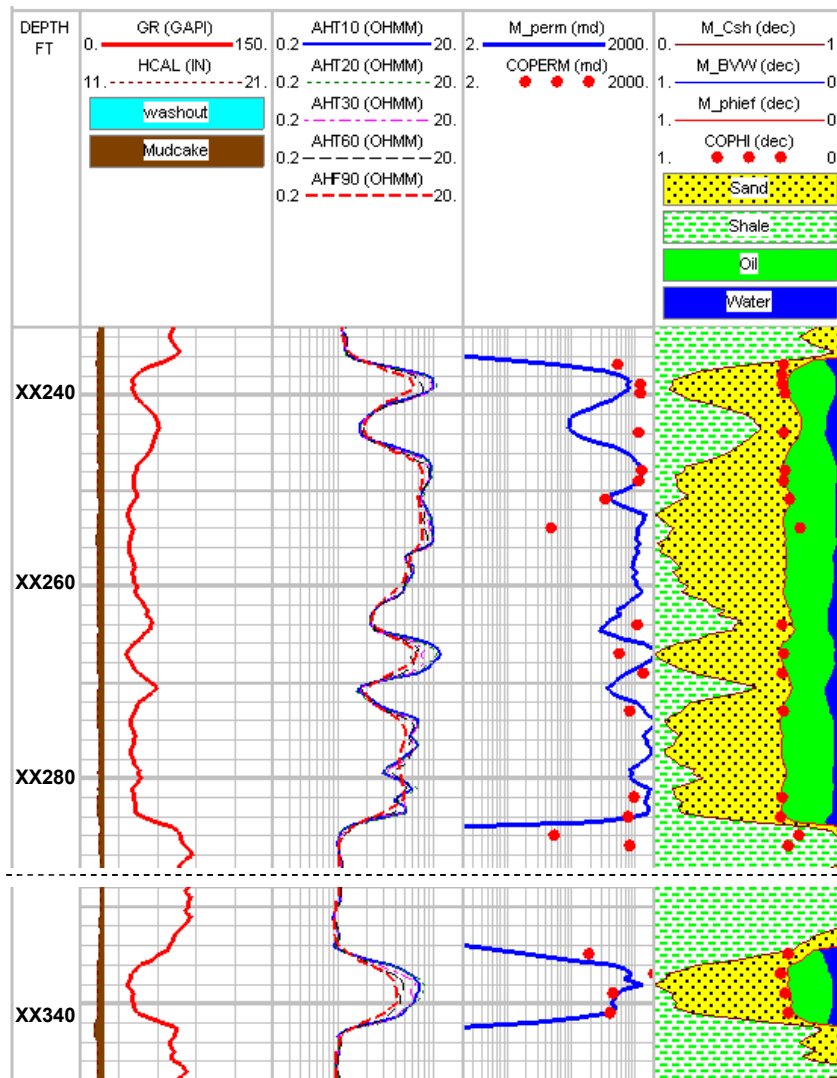 DEPTH
FT
GR (GAPI)
0. 150.
HCAL (IN)
11. 21.
washout
Mudcake
AHT10 (OHMM)
0.2 20.
AHT20 (OHMM)
0.2 20.
AHT30 (OHMM)
0.2 20.
AHT60 (OHMM)
0.2 20.
AHF90 (OHMM)
0.2 20.
M_perm (md)
2. 2000.
COPERM (md)
2. 2000.
M_Csh (dec)
0. 1
M_BVW (dec)
1. 0
M_phief (dec)
1. 0
COPHI (dec)
1. 0
Sand
Shale
Oil
Water
XX240
XX260
XX280
XX340